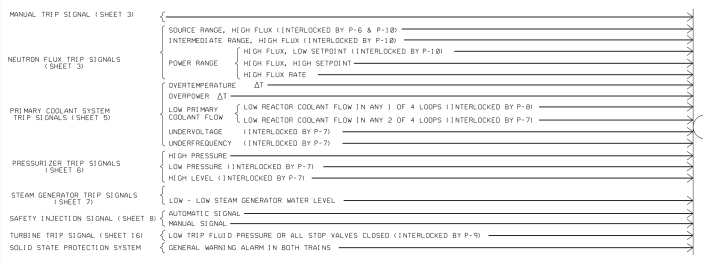 MANUAL TRIP SIGNAL (SHEET 3)
SOURCE RANGE, HIGH FLUX (INTERLOCKED BY P-6 & P-10)
INTERMEDIATE RANGE, HIGH FLUX (INTERLOCKED BY P-10)
HIGH FLUX, LOW SETPOINT (INTERLOCKED BY P-10)
NEUTRON FLUX TRIP SIGNALS
(SHEET 3)
POWER RANGE
HIGH FLUX, HIGH SETPOINT
HIGH FLUX RATE
OVERTEMPERATURE ΔT
OVERPOWER ΔT
PRIMARY COOLANT SYSTEM
TRIP SIGNALS (SHEET 5)
LOW PRIMARY
COOLANT FLOW
LOW REACTOR COOLANT FLOW IN ANY 1 OF 4 LOOPS (INTERLOCKED BY P-8)
LOW REACTOR COOLANT FLOW IN ANY 2 OF 4 LOOPS (INTERLOCKED BY P-7)
UNDERVOLTAGE (INTERLOCKED BY P-7)
UNDERFREQUENCY (INTERLOCKED BY P-7)
PRESSURIZER TRIP SIGNALS
(SHEET 6)
HIGH PRESSURE
LOW PRESSURE (INTERLOCKED BY P-7)
HIGH LEVEL (INTERLOCKED BY P-7)
STEAM GENERATOR TRIP SIGNALS
(SHEET 7)
LOW - LOW STEAM GENERATOR WATER LEVEL
SAFETY INJECTION SIGNAL (SHEET 8)
AUTOMATIC SIGNAL
MANUAL SIGNAL
TURBINE TRIP SIGNAL (SHEET 16)
LOW TRIP FLUID PRESSURE OR ALL STOP VALVES CLOSED (INTERLOCKED BY P-9)
SOLID STATE PROTECTION SYSTEM
GENERAL WARNING ALARM IN BOTH TRAINS